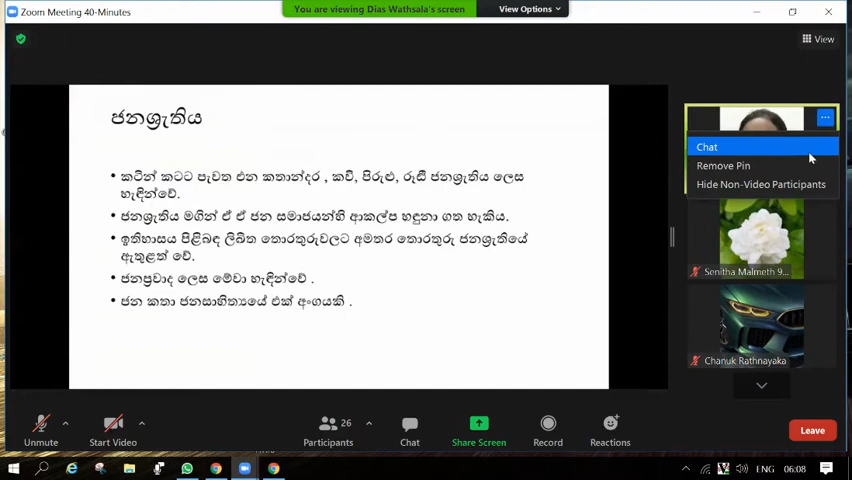 Zoom Meeting 40-Minutes
You are viewing Dias Wathsala's screen
View Options
View
ජනශ්‍රැතිය
• කටින් කටට පැවත එන කතාන්දර , කවි, පිරුළු, රූසී ජනශ්‍රැතිය ලෙස
හැඳින්වේ.
• ජනශ්‍රැතිය මගින් ඒ ඒ ජන සමාජයන්හි ආකල්ප හඳුනා ගත හැකිය.
• ඉතිහාසය පිළිබඳ ලිඛිත තොරතුරුවලට අමතර තොරතුරු ජනශ්‍රැතියේ
ඇතුළත් වේ.
• ජනප්‍රවාද ලෙස මේවා හැඳින්වේ .
• ජන කතා ජනසාහිත්‍යයේ එක් අංගයකි .
Chat
Remove Pin
Hide Non-Video Participants
Senitha Malmeth 9...
Chanuk Rathnayaka
Unmute
Start Video
26
Participants
Chat
Share Screen
Record
Reactions
Leave
ENG
06:08